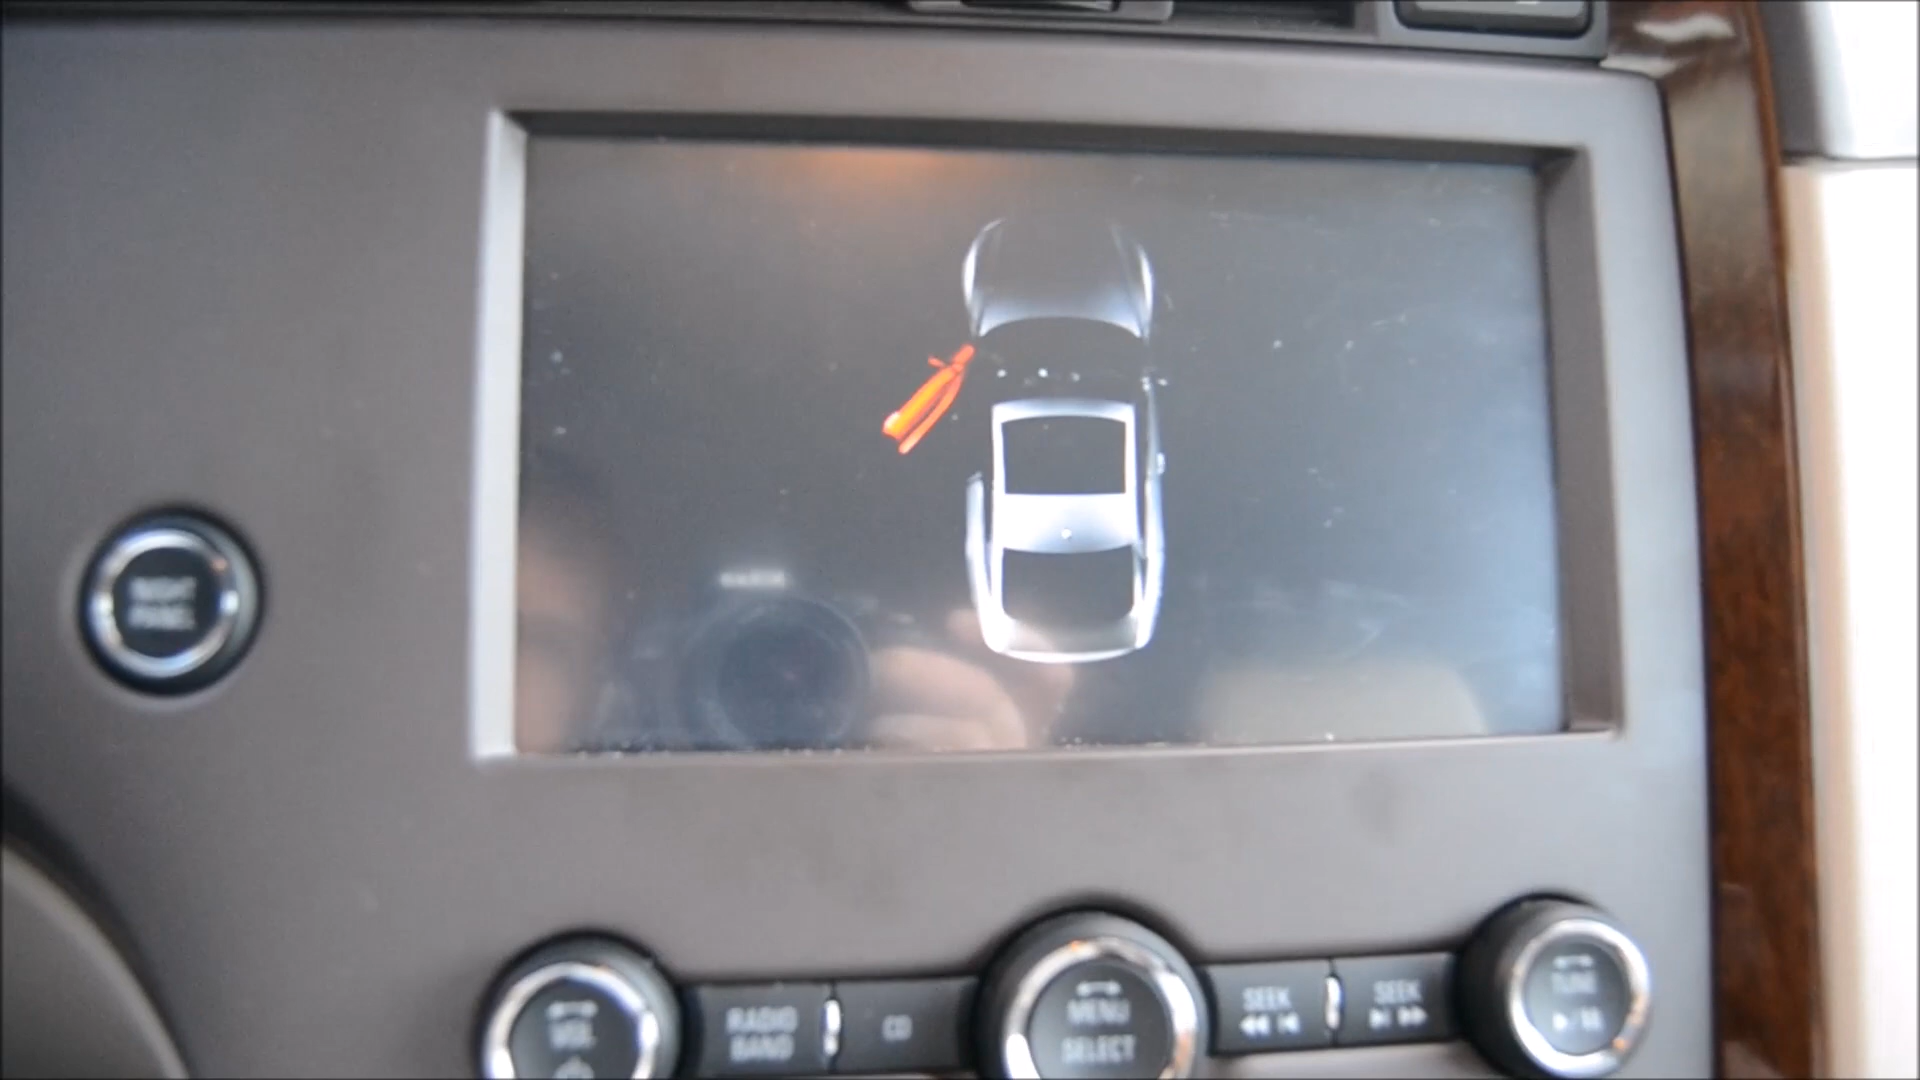 NIGHT
PANEL
VOL
RADIO
BAND
CD
MENU
SELECT
SEEK
SEEK
TUNE